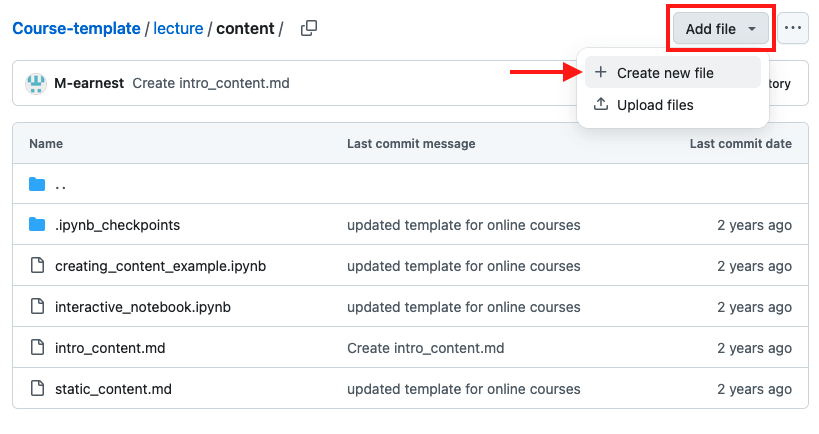 Course-template / lecture / content /
Add file
M-earnest Create intro_content.md
tory
+ Create new file
Upload files
Name Last commit message Last commit date
..
.ipynb_checkpoints updated template for online courses 2 years ago
creating_content_example.ipynb updated template for online courses 2 years ago
interactive_notebook.ipynb updated template for online courses 2 years ago
intro_content.md Create intro_content.md 2 years ago
static_content.md updated template for online courses 2 years ago